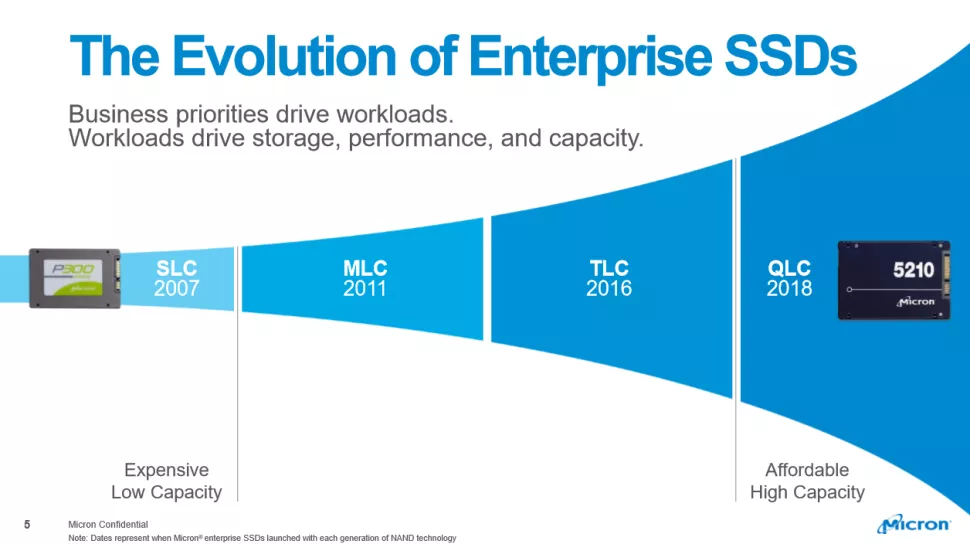 The Evolution of Enterprise SSDs
Business priorities drive workloads.
Workloads drive storage, performance, and capacity.
P300
Micron
SLC
2007
MLC
2011
TLC
2016
QLC
2018
5210
Micron
Expensive
Low Capacity
Affordable
High Capacity
5
Micron Confidential
Note: Dates represent when Micron® enterprise SSDs launched with each generation of NAND technology
Micron